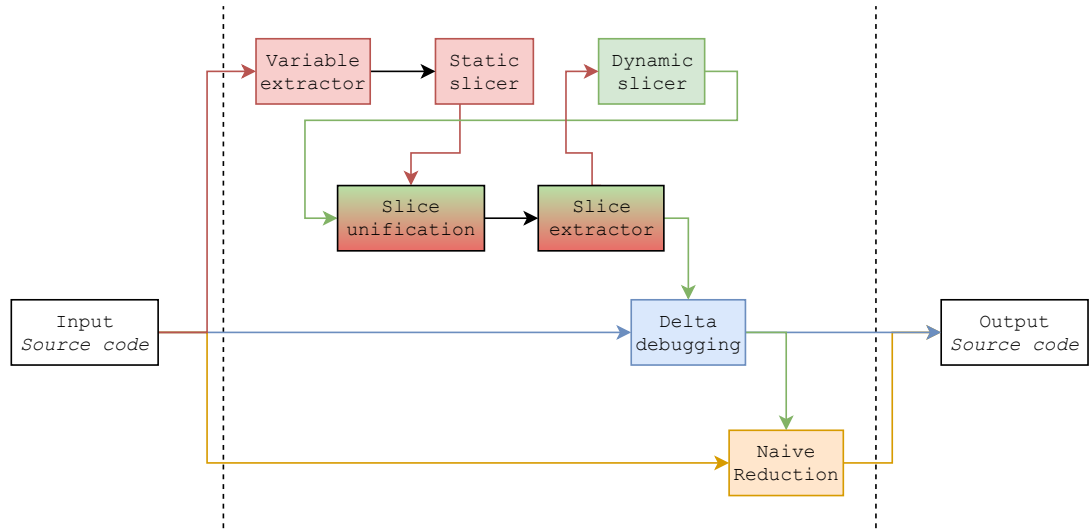 Variable
extractor
Static
slicer
Dynamic
slicer
Slice
unification
Slice
extractor
Input
Source code
Delta
debugging
Output
Source code
Naive
Reduction